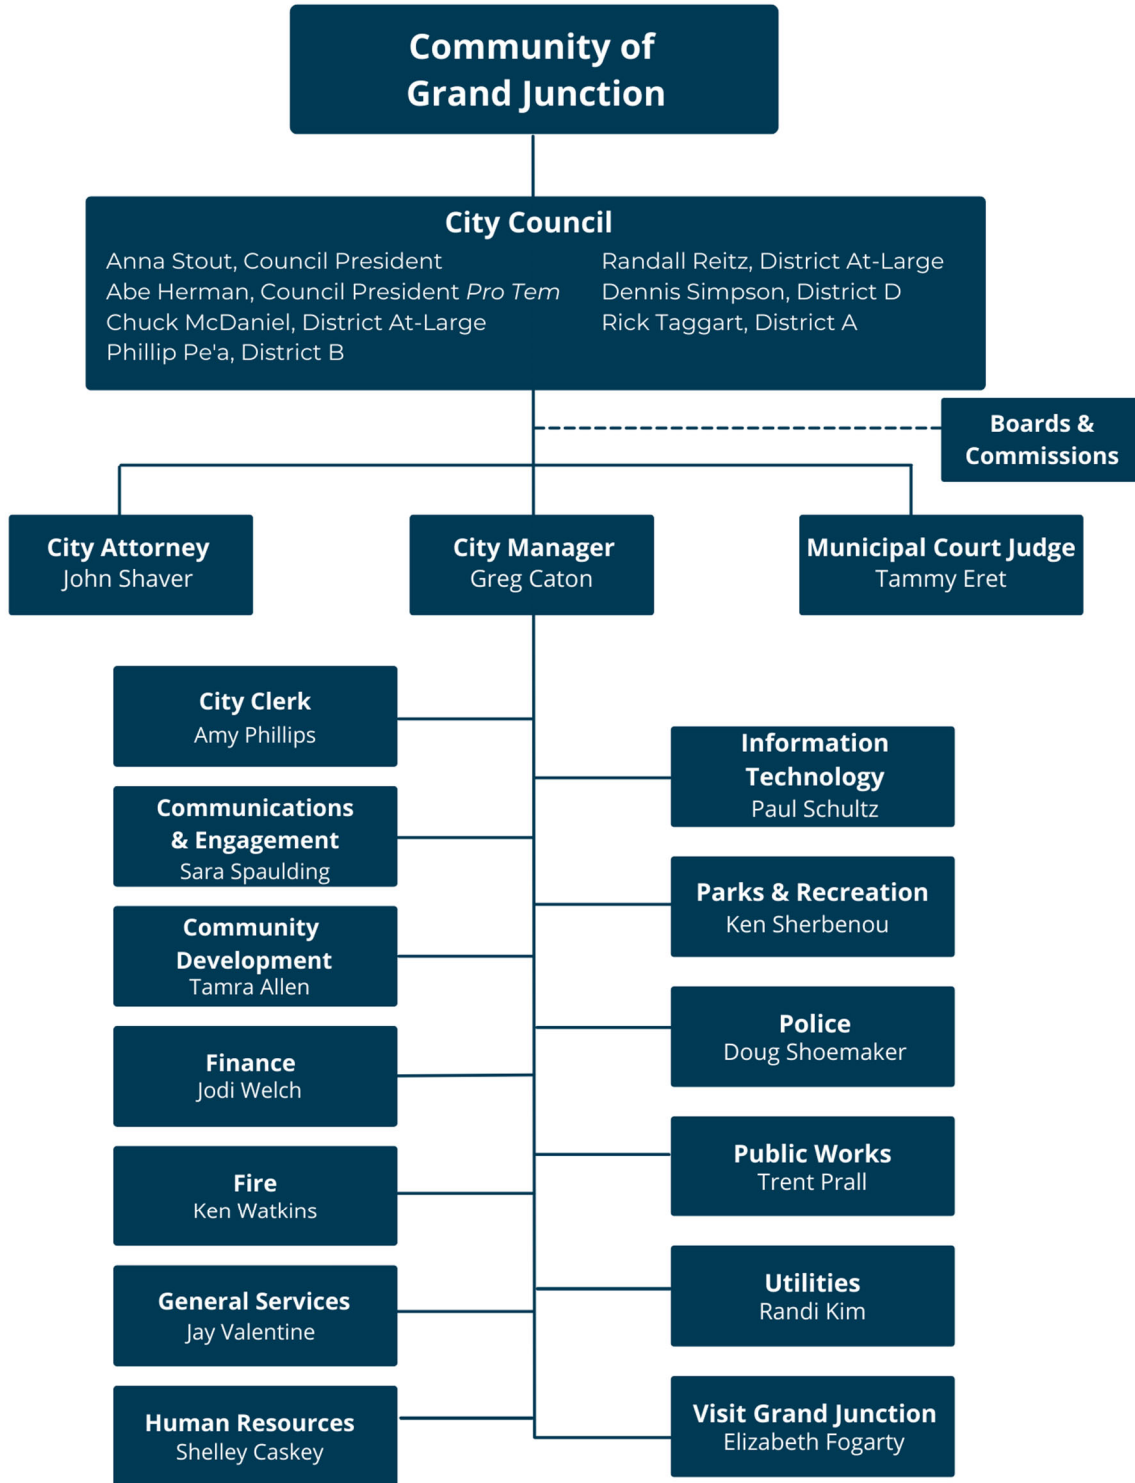 Community of
Grand Junction
City Council
Anna Stout, Council President
Abe Herman, Council President Pro Tem
Chuck McDaniel, District At-Large
Phillip Pe'a, District B
Randall Reitz, District At-Large
Dennis Simpson, District D
Rick Taggart, District A
Boards &
Commissions
City Attorney
John Shaver
City Manager
Greg Caton
Municipal Court Judge
Tammy Eret
City Clerk
Amy Phillips
Communications
& Engagement
Sara Spaulding
Community
Development
Tamra Allen
Finance
Jodi Welch
Fire
Ken Watkins
General Services
Jay Valentine
Human Resources
Shelley Caskey
Information
Technology
Paul Schultz
Parks & Recreation
Ken Sherbenou
Police
Doug Shoemaker
Public Works
Trent Prall
Utilities
Randi Kim
Visit Grand Junction
Elizabeth Fogarty